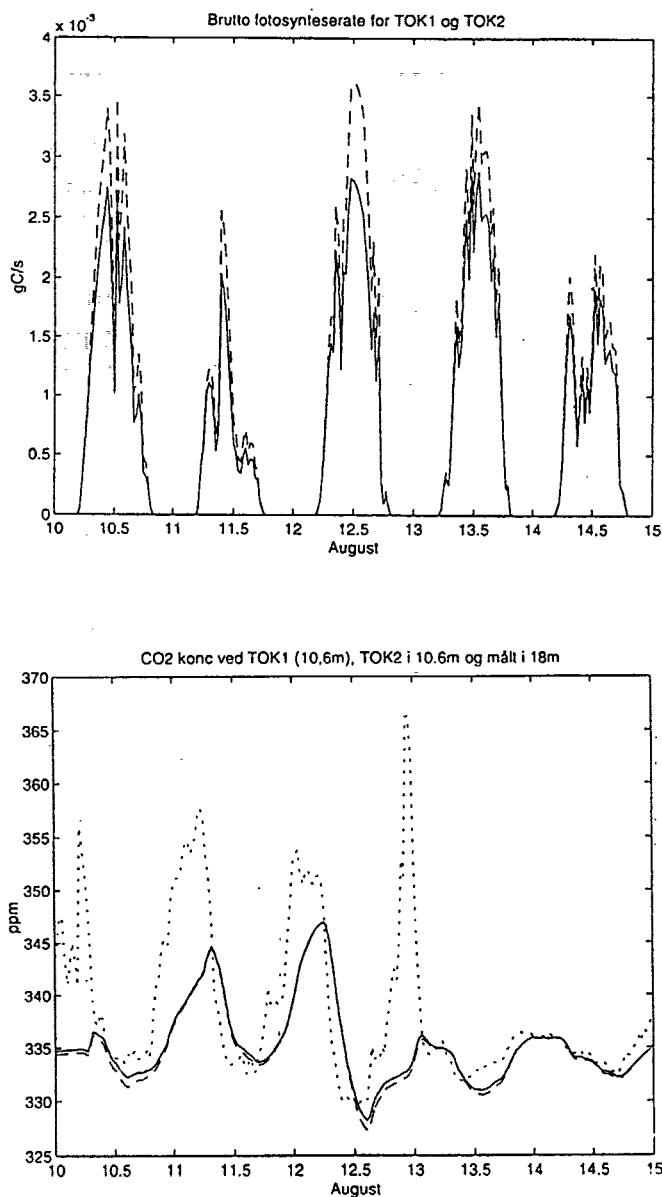 Brutto fotosynteserate for TOK1 og TOK2
x 10⁻³
4
3.5
3
2.5
2
1.5
1
0.5
0
gC/s
10 10.5 11 11.5 12 12.5 13 13.5 14 14.5 15
August
CO2 konc ved TOK1 (10,6m), TOK2 i 10.6m og målt i 18m
370
365
360
355
350
345
340
335
330
325
ppm
10 10.5 11 11.5 12 12.5 13 13.5 14 14.5 15
August